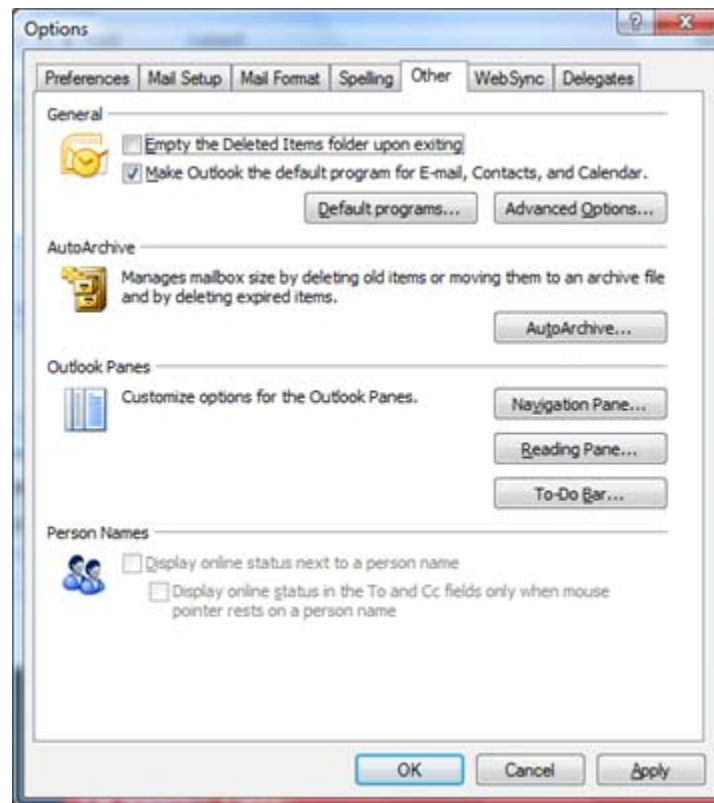 Options
Preferences Mail Setup Mail Format Spelling Other WebSync Delegates
General
Empty the Deleted Items folder upon exiting
Make Outlook the default program for E-mail, Contacts, and Calendar.
Default programs... Advanced Options...
AutoArchive
Manages mailbox size by deleting old items or moving them to an archive file
and by deleting expired items.
AutoArchive...
Outlook Panes
Customize options for the Outlook Panes.
Navigation Pane...
Reading Pane...
To-Do Bar...
Person Names
Display online status next to a person name
Display online status in the To and Cc fields only when mouse
pointer rests on a person name
OK Cancel Apply